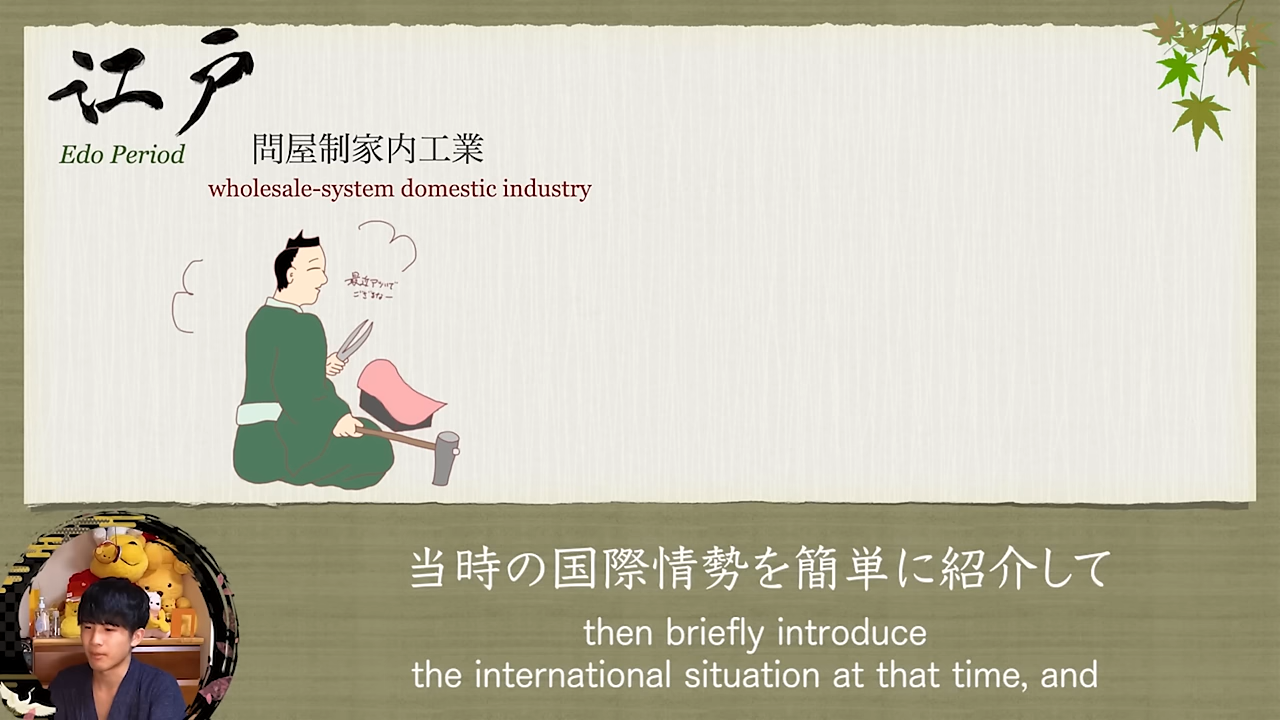 江戸
Edo Period
問屋制家内工業
wholesale-system domestic industry
当時の国際情勢を簡単に紹介して
then briefly introduce
the international situation at that time, and